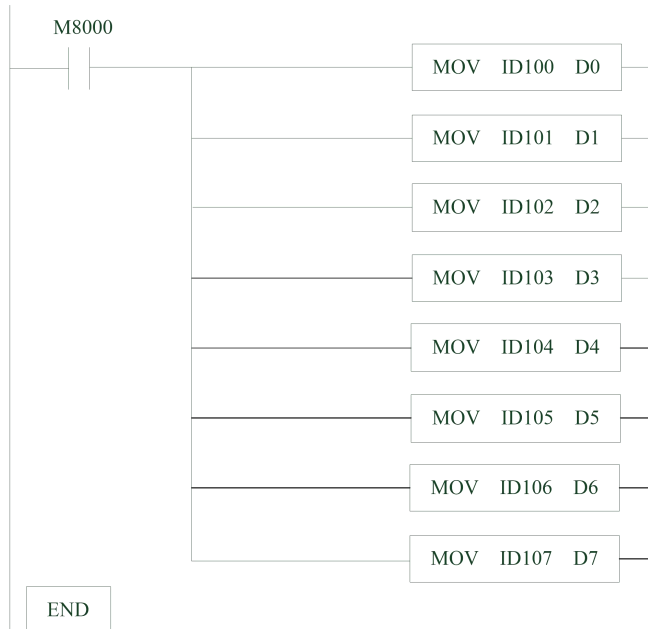 M8000
MOV ID100 D0
MOV ID101 D1
MOV ID102 D2
MOV ID103 D3
MOV ID104 D4
MOV ID105 D5
MOV ID106 D6
MOV ID107 D7
END